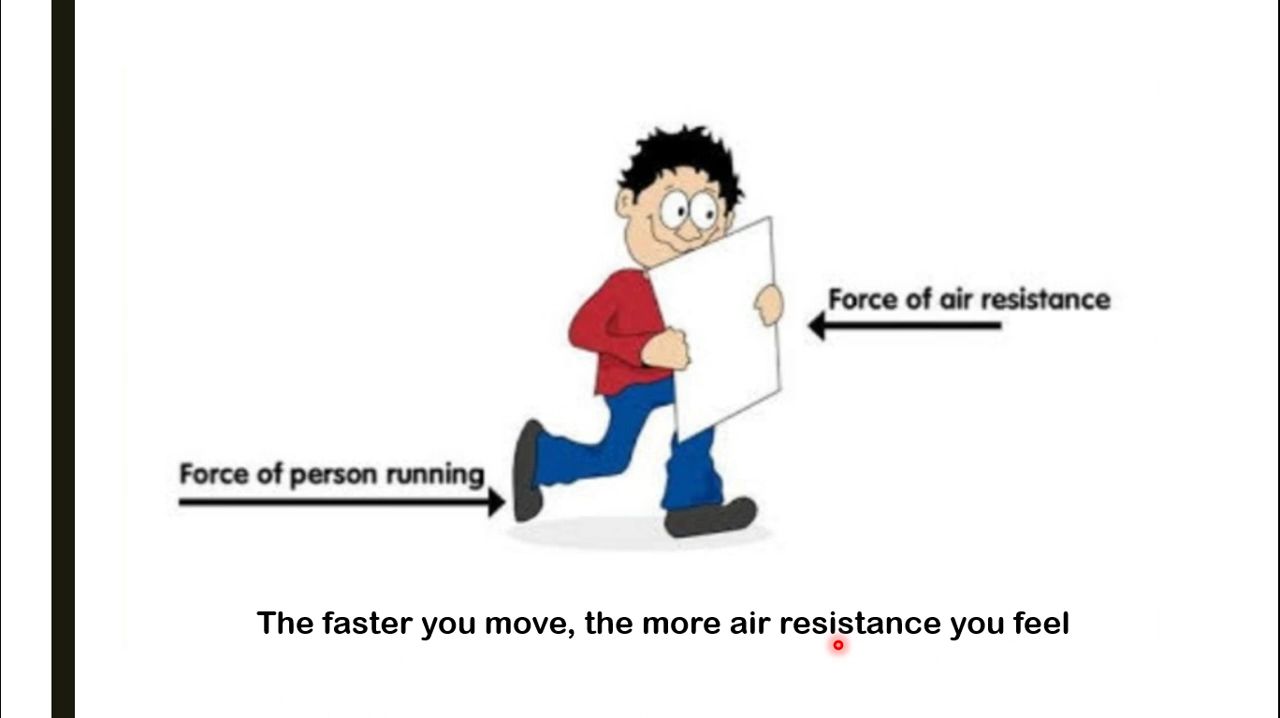 Force of air resistance
Force of person running
The faster you move, the more air resistance you feel